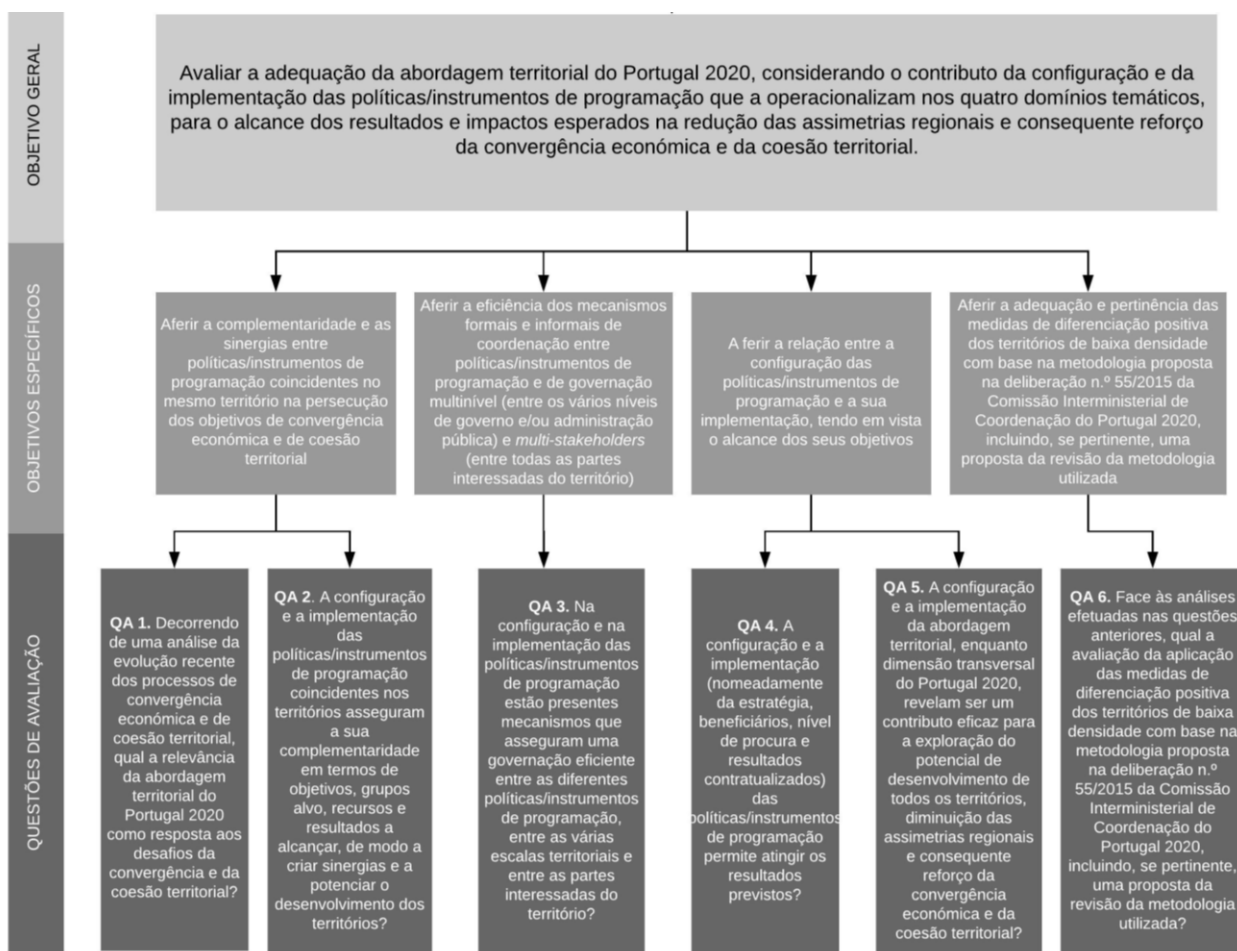 OBJETIVO GERAL
Avaliar a adequação da abordagem territorial do Portugal 2020, considerando o contributo da configuração e da
implementação das políticas/instrumentos de programação que a operacionalizam nos quatro domínios temáticos,
para o alcance dos resultados e impactos esperados na redução das assimetrias regionais e consequente reforço
da convergência económica e da coesão territorial.
OBJETIVOS ESPECÍFICOS
Aferir a complementaridade e as
sinergias entre
políticas/instrumentos de
programação coincidentes no
mesmo território na persecução
dos objetivos de convergência
económica e de coesão
territorial
Aferir a eficiência dos mecanismos
formais e informais de
coordenação entre
políticas/instrumentos de
programação e de governação
multinível (entre os vários níveis
de governo e/ou administração
pública) e multi-stakeholders
(entre todas as partes
interessadas do território)
A ferir a relação entre a
configuração das
políticas/instrumentos de
programação e a sua
implementação, tendo em vista
o alcance dos seus objetivos
Aferir a adequação e pertinência das
medidas de diferenciação positiva
dos territórios de baixa densidade
com base na metodologia proposta
na deliberação n.º 55/2015 da
Comissão Interministerial de
Coordenação do Portugal 2020,
incluindo, se pertinente, uma
proposta da revisão da metodologia
utilizada
QUESTÕES DE AVALIAÇÃO
QA 1. Decorrendo
de uma análise da
evolução recente
dos processos de
convergência
económica e de
coesão territorial,
qual a relevância
da abordagem
territorial do
Portugal 2020
como resposta aos
desafios da
convergência e da
coesão territorial?
QA 2. A configuração
e a implementação
das
políticas/instrumentos
de programação
coincidentes nos
territórios asseguram
a sua
complementaridade
em termos de
objetivos, grupos
alvo, recursos e
resultados a
alcançar, de modo a
criar sinergias e a
potenciar o
desenvolvimento dos
territórios?
QA 3. Na
configuração e na
implementação das
políticas/instrumentos
de programação
estão presentes
mecanismos que
asseguram uma
governação eficiente
entre as diferentes
políticas/instrumentos
de programação,
entre as várias
escalas territoriais e
entre as partes
interessadas do
território?
QA 4. A
configuração e a
implementação
(nomeadamente
da estratégia,
beneficiários, nível
de procura e
resultados
contratualizados)
das
políticas/instrumentos
de programação
permite atingir os
resultados
previstos?
QA 5. A configuração
e a implementação
da abordagem
territorial, enquanto
dimensão transversal
do Portugal 2020,
revelam ser um
contributo eficaz para
a exploração do
potencial de
desenvolvimento de
todos os territórios,
diminuição das
assimetrias regionais
e consequente
reforço da
convergência
económica e da
coesão territorial?
QA 6. Face às análises
efetuadas nas questões
anteriores, qual a
avaliação da aplicação
das medidas de
diferenciação positiva
dos territórios de baixa
densidade com base na
metodologia proposta
na deliberação n.º
55/2015 da Comissão
Interministerial de
Coordenação do
Portugal 2020,
incluindo, se pertinente,
uma proposta da
revisão da metodologia
utilizada?